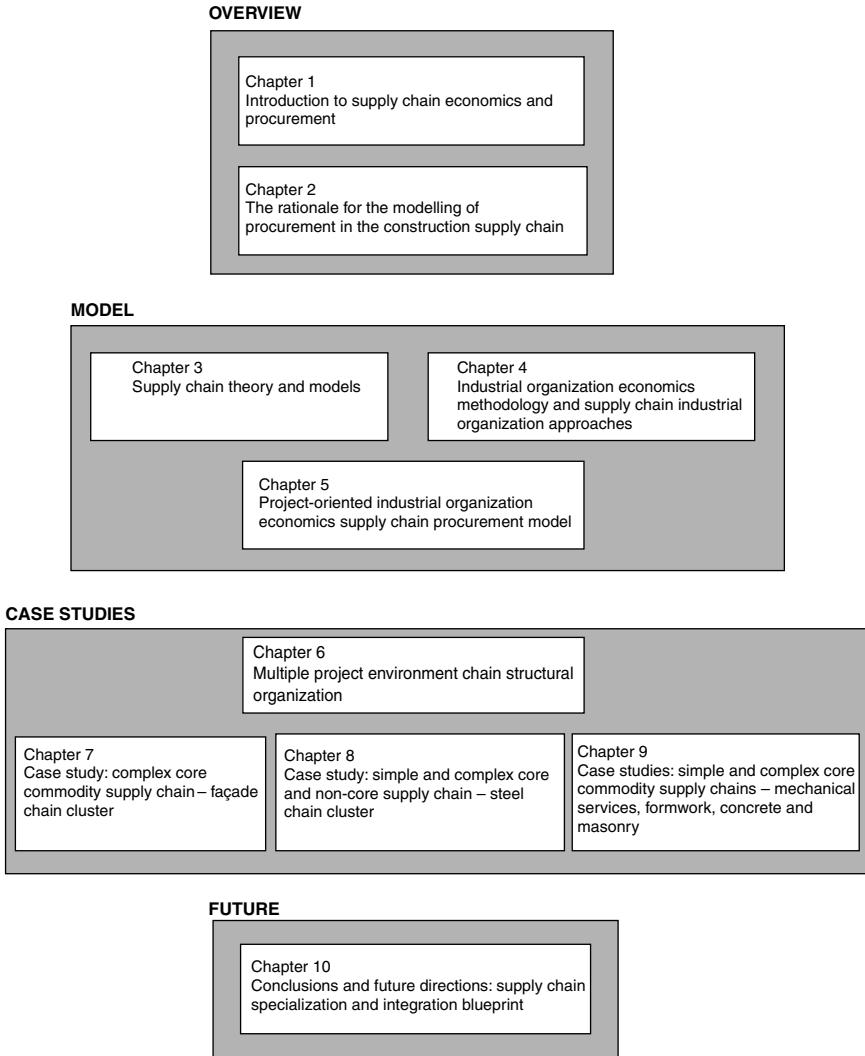 OVERVIEW
Chapter 1
Introduction to supply chain economics and
procurement
Chapter 2
The rationale for the modelling of
procurement in the construction supply chain
MODEL
Chapter 3
Supply chain theory and models
Chapter 4
Industrial organization economics
methodology and supply chain industrial
organization approaches
Chapter 5
Project-oriented industrial organization
economics supply chain procurement model
CASE STUDIES
Chapter 6
Multiple project environment chain structural
organization
Chapter 7
Case study: complex core
commodity supply chain – façade
chain cluster
Chapter 8
Case study: simple and complex core
and non-core supply chain – steel
chain cluster
Chapter 9
Case studies: simple and complex core
commodity supply chains – mechanical
services, formwork, concrete and
masonry
FUTURE
Chapter 10
Conclusions and future directions: supply chain
specialization and integration blueprint